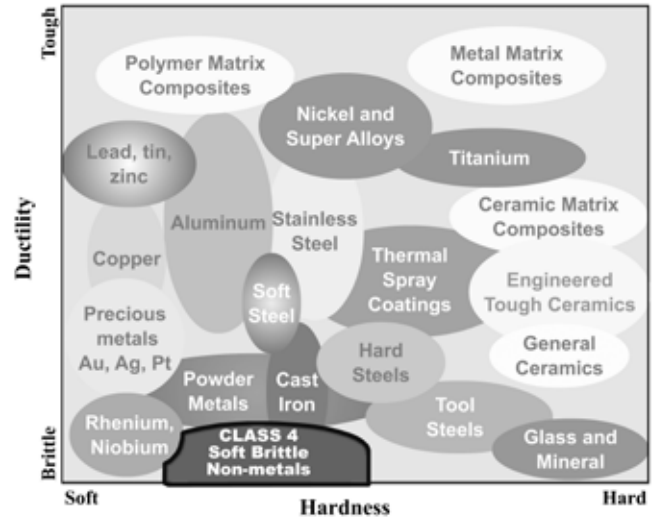 Tough
Polymer Matrix
Composites
Metal Matrix
Composites
Nickel and
Super Alloys
Lead, tin,
zinc
Titanium
Aluminum
Stainless
Steel
Ceramic Matrix
Composites
Copper
Thermal
Spray
Coatings
Engineered
Tough Ceramics
Soft
Steel
Precious
metals
Au, Ag, Pt
Hard
Steels
General
Ceramics
Powder
Metals
Cast
Iron
Rhenium,
Niobium
Tool
Steels
CLASS 4
Soft Brittle
Non-metals
Glass and
Mineral
Ductility
Brittle
Soft
Hardness
Hard